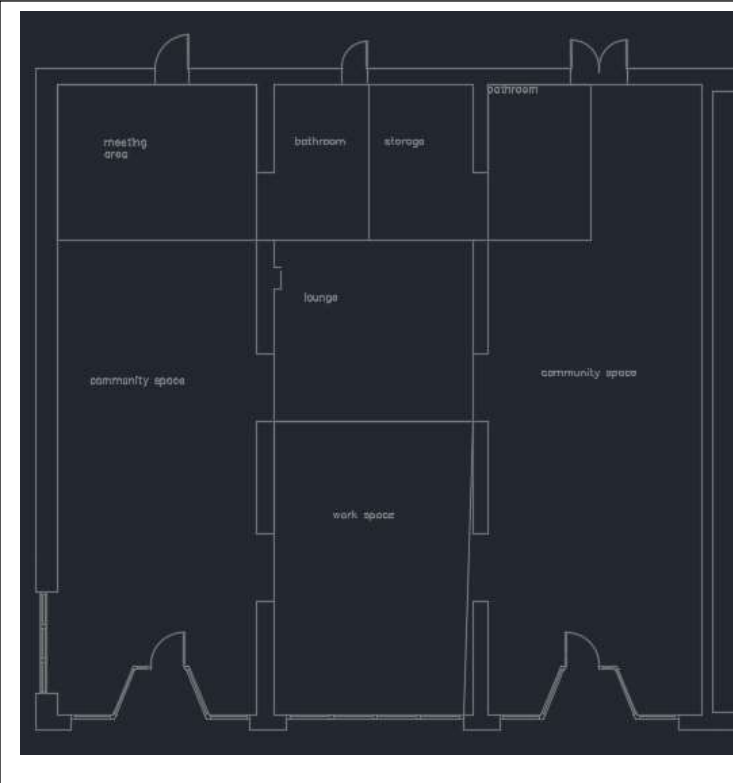 bathroom
meeting
area
bathroom
storage
lounge
community space
community space
work space